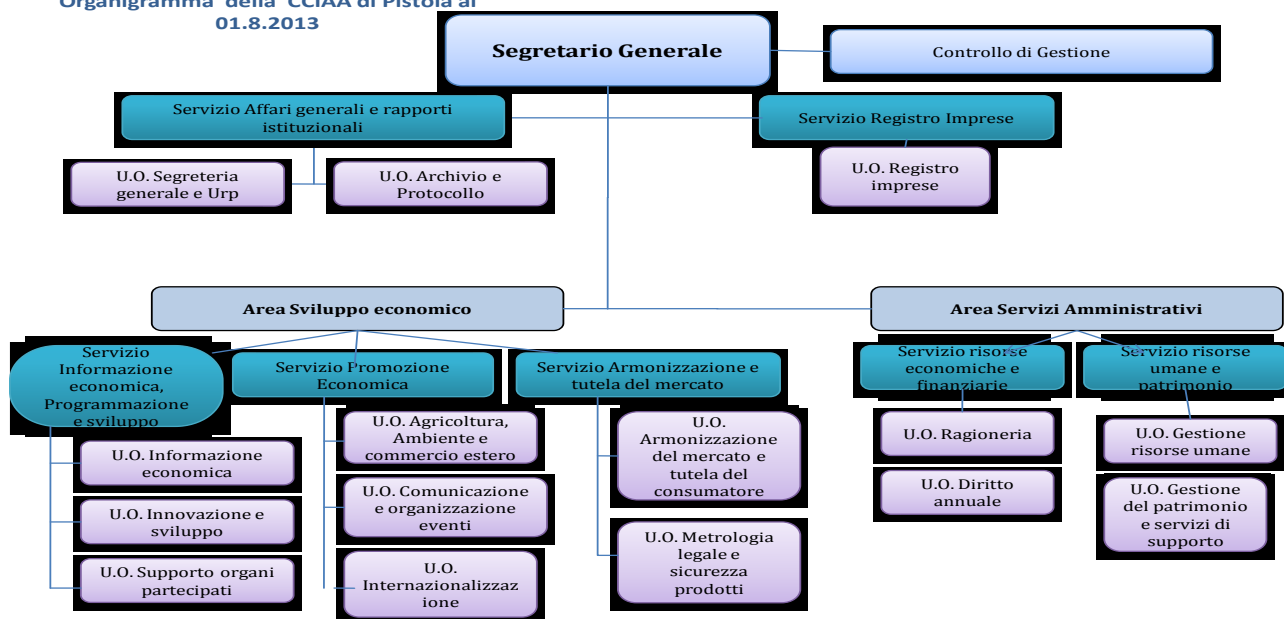 Organigramma della CCIAA di Pistoia al
01.8.2013
Segretario Generale
Controllo di Gestione
Servizio Affari generali e rapporti
istituzionali
Servizio Registro Imprese
U.O. Segreteria
generale e Urp
U.O. Archivio e
Protocollo
U.O. Registro
imprese
Area Sviluppo economico
Area Servizi Amministrativi
Servizio
Informazione
economica,
Programmazione
e sviluppo
Servizio Promozione
Economica
Servizio Armonizzazione e
tutela del mercato
Servizio risorse
economiche e
finanziarie
Servizio risorse
umane e
patrimonio
U.O. Informazione
economica
U.O. Innovazione e
sviluppo
U.O. Supporto organi
partecipati
U.O. Agricoltura,
Ambiente e
commercio estero
U.O. Comunicazione
e organizzazione
eventi
U.O.
Internazionalizzaz
ione
U.O.
Armonizzazione
del mercato e
tutela del
consumatore
U.O. Metrologia
legale e
sicurezza
prodotti
U.O. Ragioneria
U.O. Diritto
annuale
U.O. Gestione
risorse umane
U.O. Gestione
del patrimonio
e servizi di
supporto